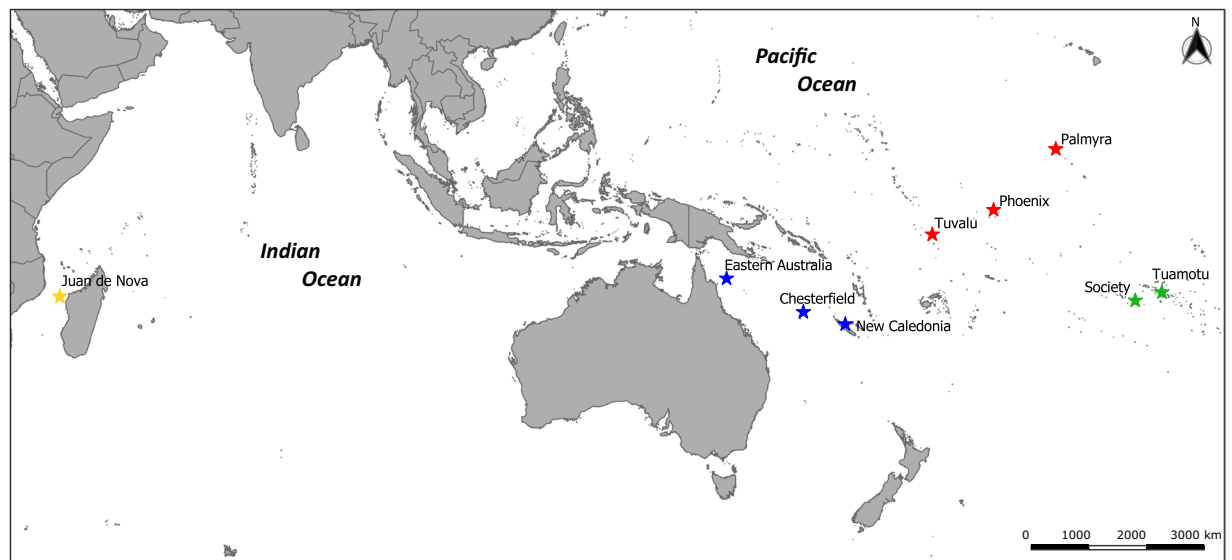 N
Pacific
Ocean
Palmyra
Phoenix
Tuvalu
Indian
Ocean
Eastern Australia
Juan de Nova
Tuamotu
Society
Chesterfield
New Caledonia
0 1000 2000 3000 km